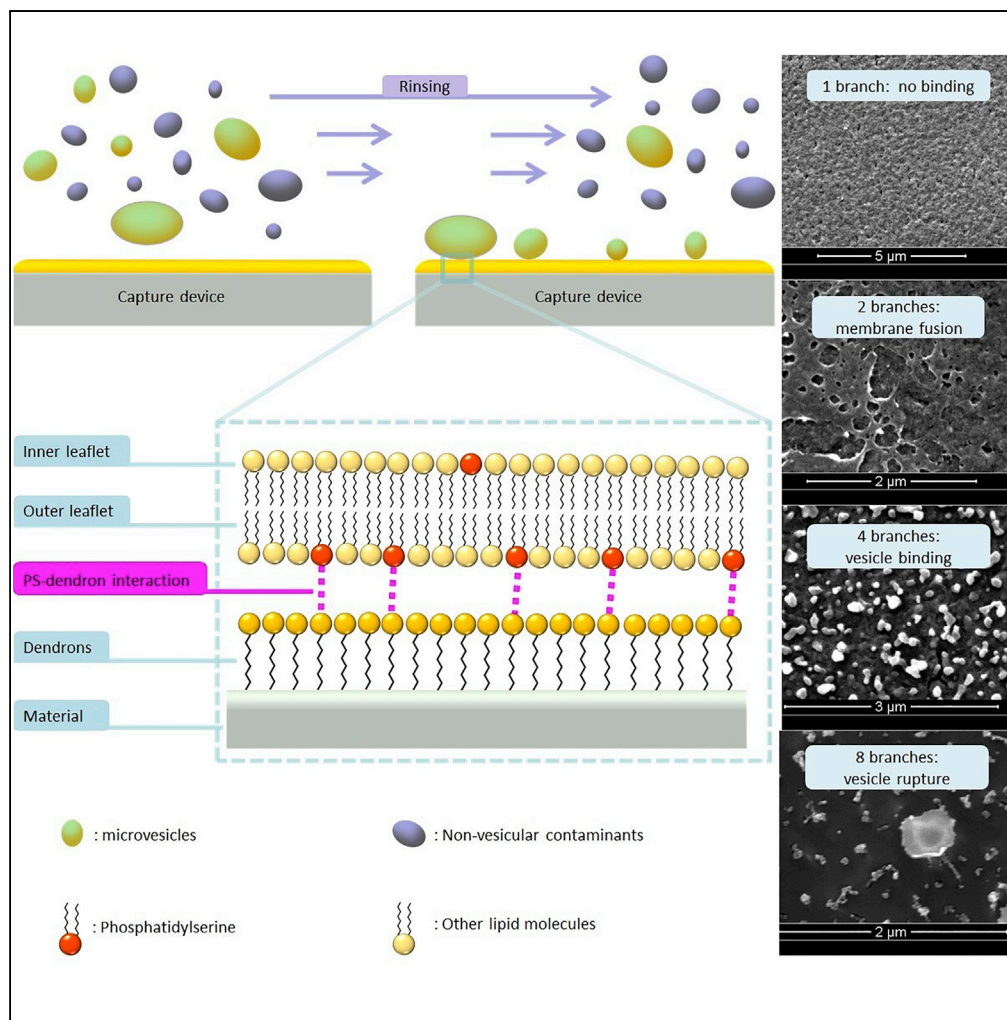 Rinsing
Capture device
Capture device
Inner leaflet
Outer leaflet
PS-dendron interaction
Dendrons
Material
: microvesicles
: Non-vesicular contaminants
: Phosphatidylserine
: Other lipid molecules
1 branch: no binding
5 µm
2 branches:
membrane fusion
2 µm
4 branches:
vesicle binding
3 µm
8 branches:
vesicle rupture
2 µm